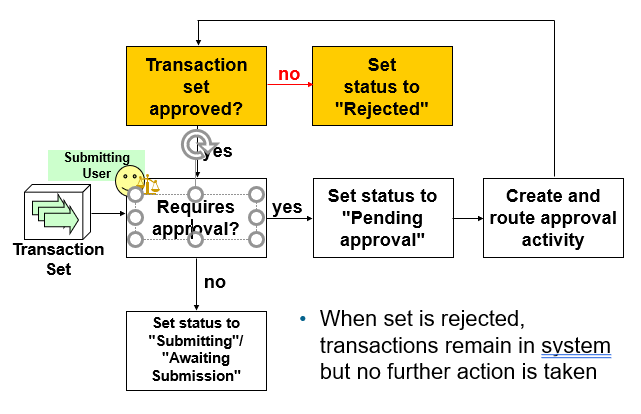 Transaction
set
approved?
no
Set
status to
"Rejected"
yes
Submitting
User
Transaction
Set
Requires
approval?
yes
Set status to
"Pending
approval"
Create and
route approval
activity
no
Set status to
"Submitting"/
"Awaiting
Submission"
• When set is rejected,
transactions remain in system
but no further action is taken